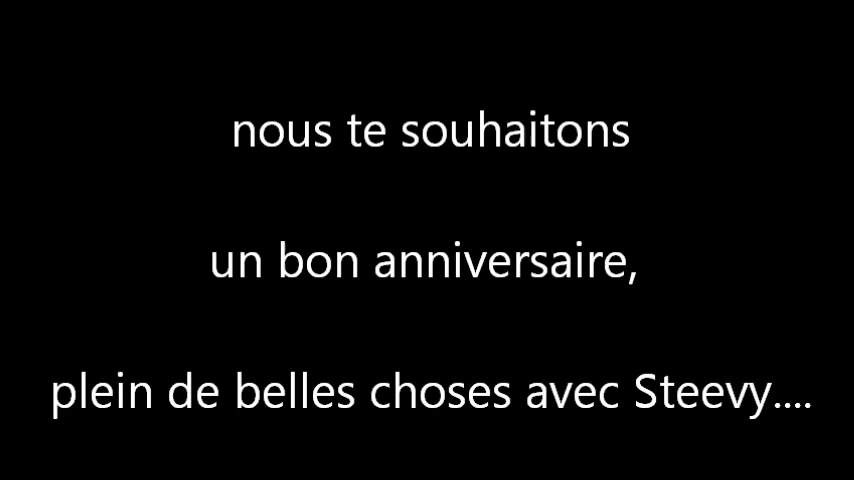 nous te souhaitons
un bon anniversaire,
plein de belles choses avec Steevy....